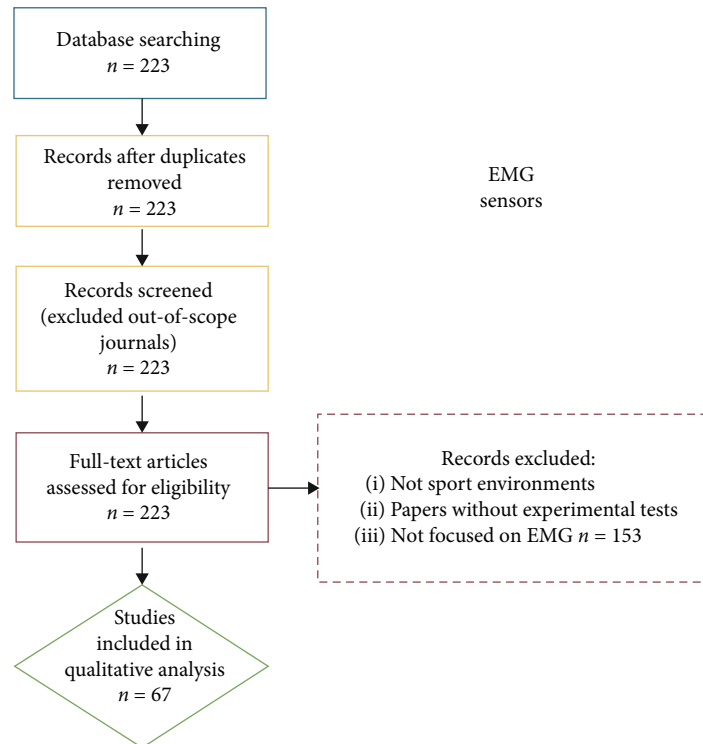 Database searching
n = 223
Records after duplicates
removed
n = 223
EMG
sensors
Records screened
(excluded out-of-scope
journals)
n = 223
Full-text articles
assessed for eligibility
n = 223
Records excluded:
(i) Not sport environments
(ii) Papers without experimental tests
(iii) Not focused on EMG n = 153
Studies
included in
qualitative analysis
n = 67